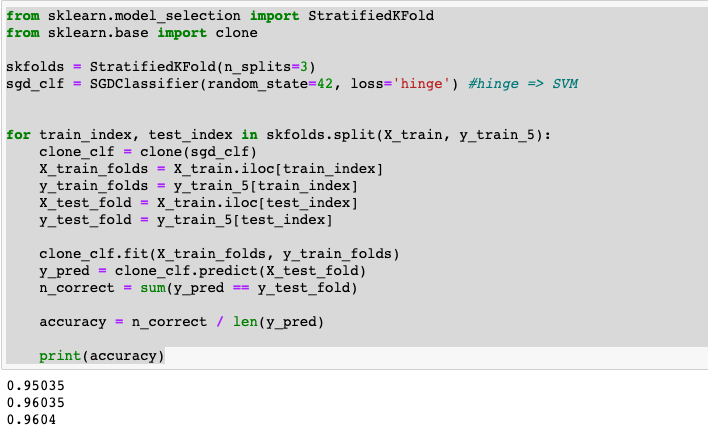 from sklearn.model_selection import StratifiedKFold
from sklearn.base import clone
skfolds = StratifiedKFold(n_splits=3)
sgd_clf = SGDClassifier(random_state=42, loss='hinge') #hinge => SVM
for train_index, test_index in skfolds.split(X_train, y_train_5):
    clone_clf = clone(sgd_clf)
    X_train_folds = X_train.iloc[train_index]
    y_train_folds = y_train_5[train_index]
    X_test_fold = X_train.iloc[test_index]
    y_test_fold = y_train_5[test_index]
    clone_clf.fit(X_train_folds, y_train_folds)
    y_pred = clone_clf.predict(X_test_fold)
    n_correct = sum(y_pred == y_test_fold)
    accuracy = n_correct / len(y_pred)
    print(accuracy)
0.95035
0.96035
0.9604